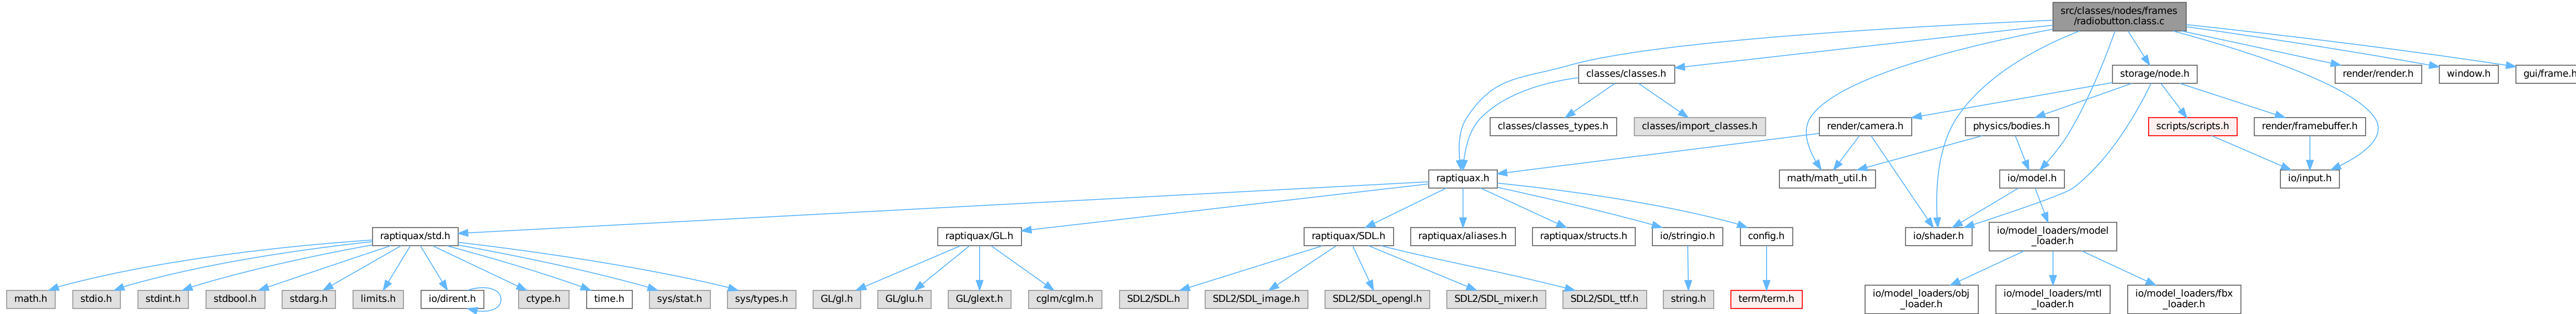 src/classes/nodes/frames
/radiobutton.class.c
classes/classes.h
storage/node.h
render/render.h
window.h
gui/frame.h
classes/classes_types.h
classes/import_classes.h
render/camera.h
physics/bodies.h
scripts/scripts.h
render/framebuffer.h
raptiquax.h
math/math_util.h
io/model.h
io/input.h
raptiquax/std.h
raptiquax/GL.h
raptiquax/SDL.h
raptiquax/aliases.h
raptiquax/structs.h
io/stringio.h
config.h
io/shader.h
io/model_loaders/model
_loader.h
math.h
stdio.h
stdint.h
stdbool.h
stdarg.h
limits.h
io/dirent.h
ctype.h
time.h
sys/stat.h
sys/types.h
GL/gl.h
GL/glu.h
GL/glext.h
cglm/cglm.h
SDL2/SDL.h
SDL2/SDL_image.h
SDL2/SDL_opengl.h
SDL2/SDL_mixer.h
SDL2/SDL_ttf.h
string.h
term/term.h
io/model_loaders/obj
_loader.h
io/model_loaders/mtl
_loader.h
io/model_loaders/fbx
_loader.h